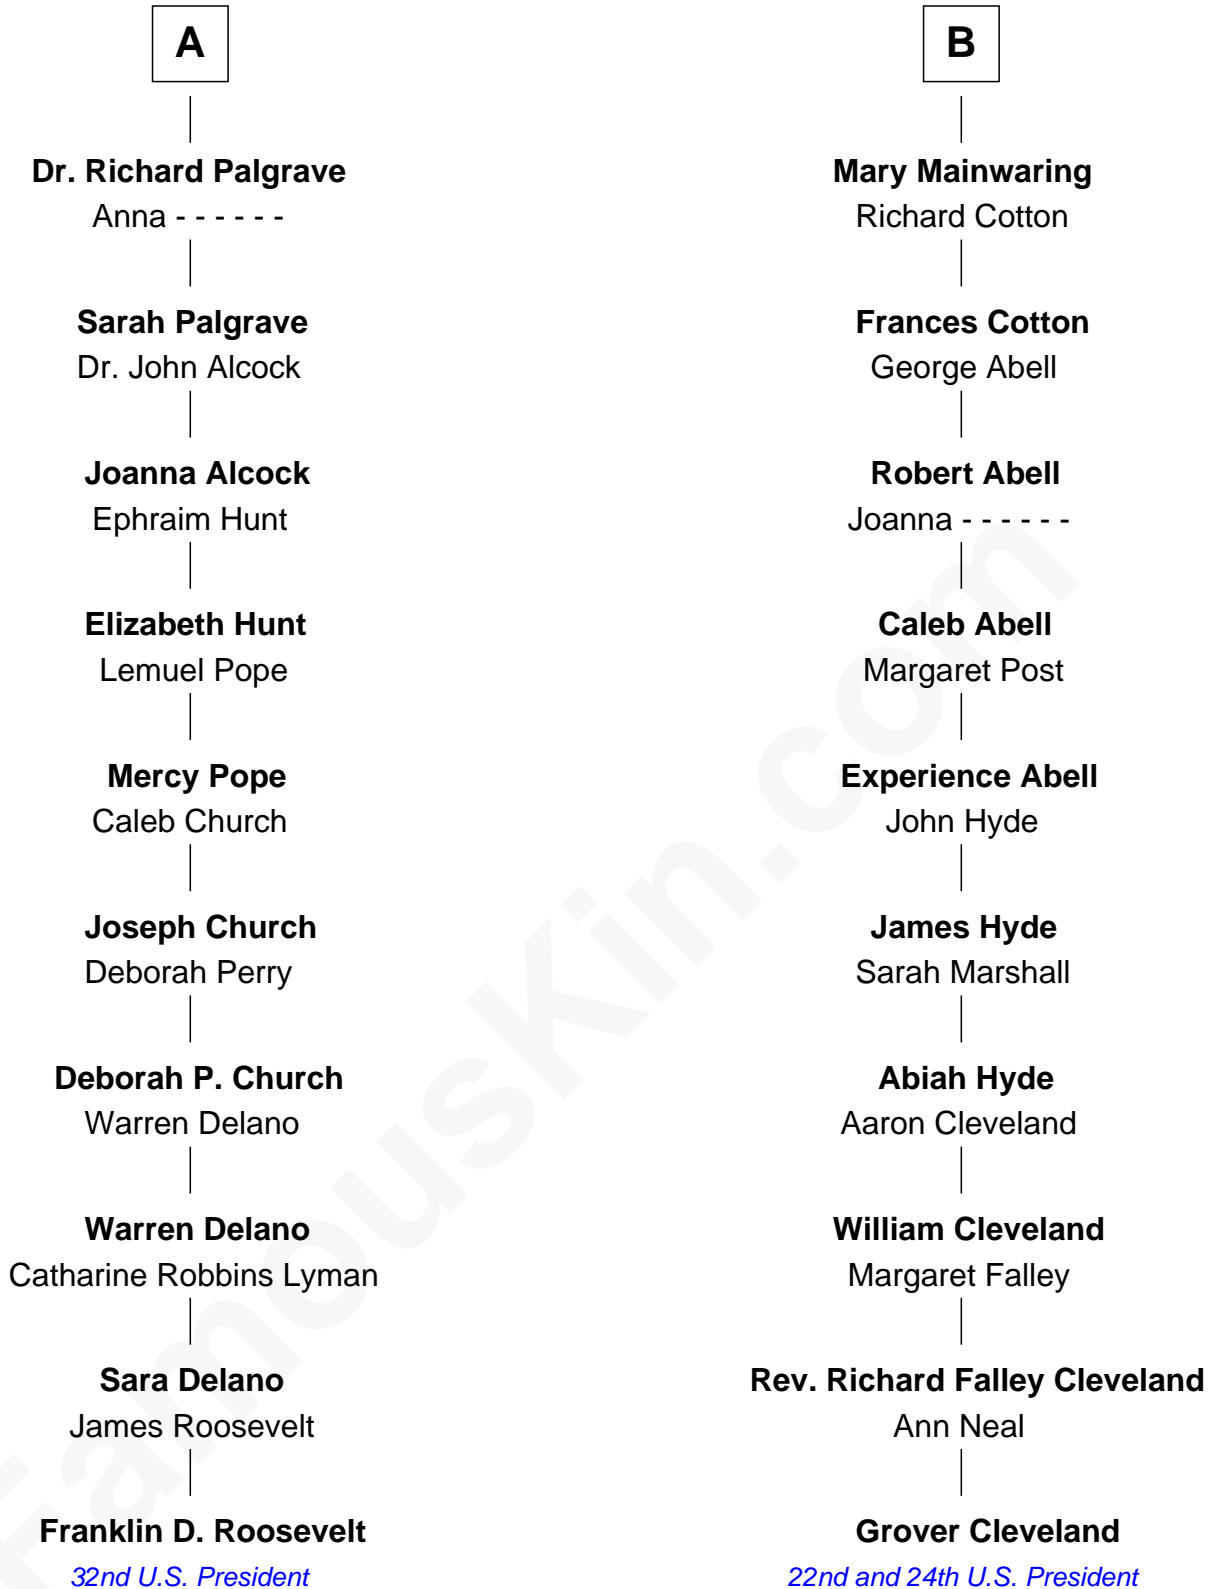 A
Dr. Richard Palgrave
Anna - - - - - -
Sarah Palgrave
Dr. John Alcock
Joanna Alcock
Ephraim Hunt
Elizabeth Hunt
Lemuel Pope
Mercy Pope
Caleb Church
Joseph Church
Deborah Perry
Deborah P. Church
Warren Delano
Warren Delano
Catharine Robbins Lyman
Sara Delano
James Roosevelt
Franklin D. Roosevelt
32nd U.S. President
B
Mary Mainwaring
Richard Cotton
Frances Cotton
George Abell
Robert Abell
Joanna - - - - - -
Caleb Abell
Margaret Post
Experience Abell
John Hyde
James Hyde
Sarah Marshall
Abiah Hyde
Aaron Cleveland
William Cleveland
Margaret Falley
Rev. Richard Falley Cleveland
Ann Neal
Grover Cleveland
22nd and 24th U.S. President
FamousKin.com